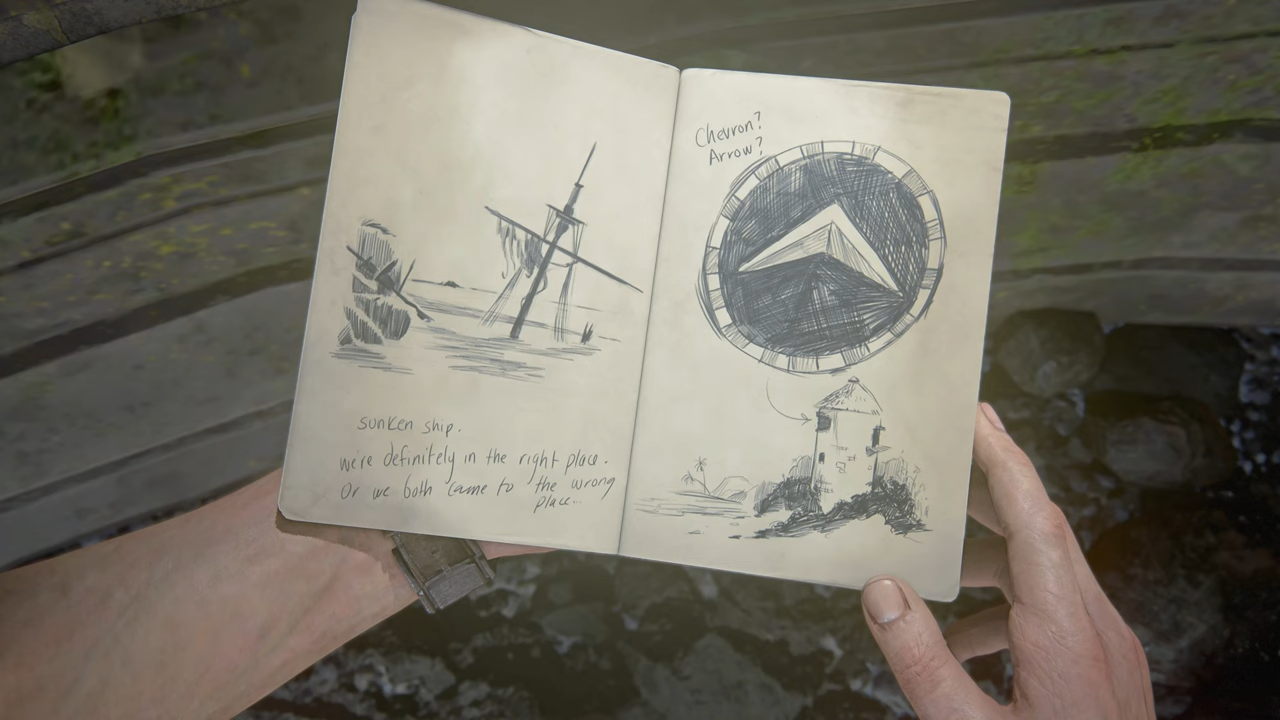 sunken ship.
we're definitely in the right place.
Or we both came to the wrong
place...
Chevron?
Arrow?